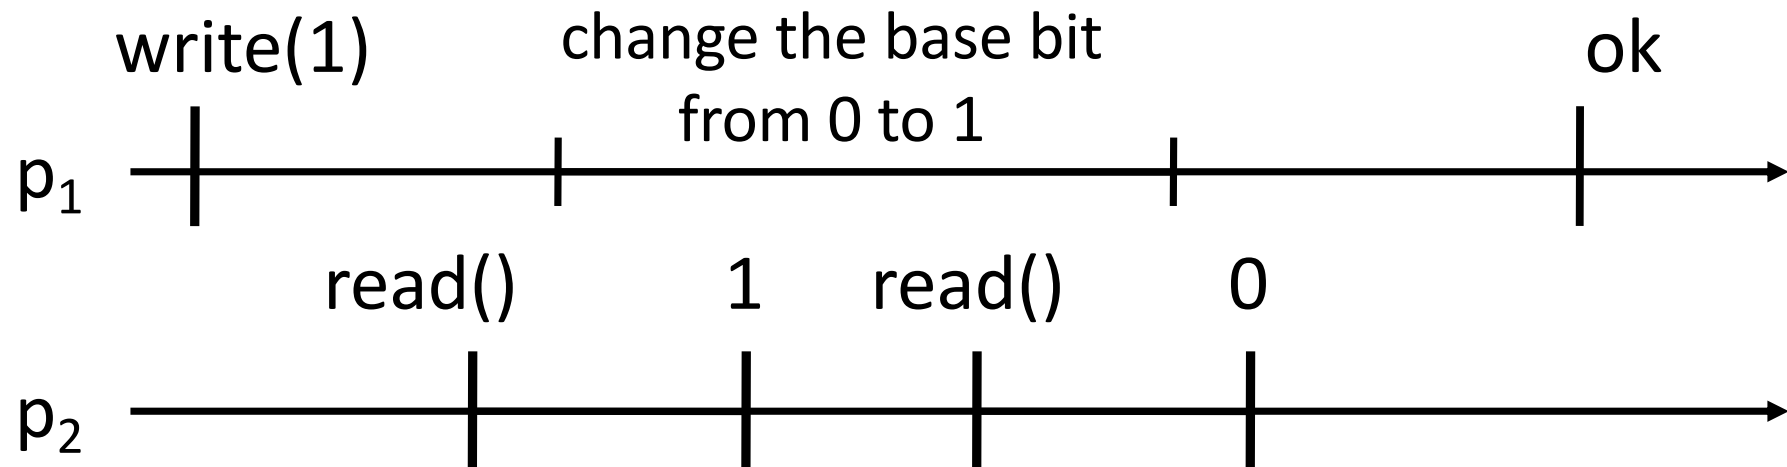 write(1)
change the base bit
from 0 to 1
ok
p₁
read()
1
read()
0
p₂